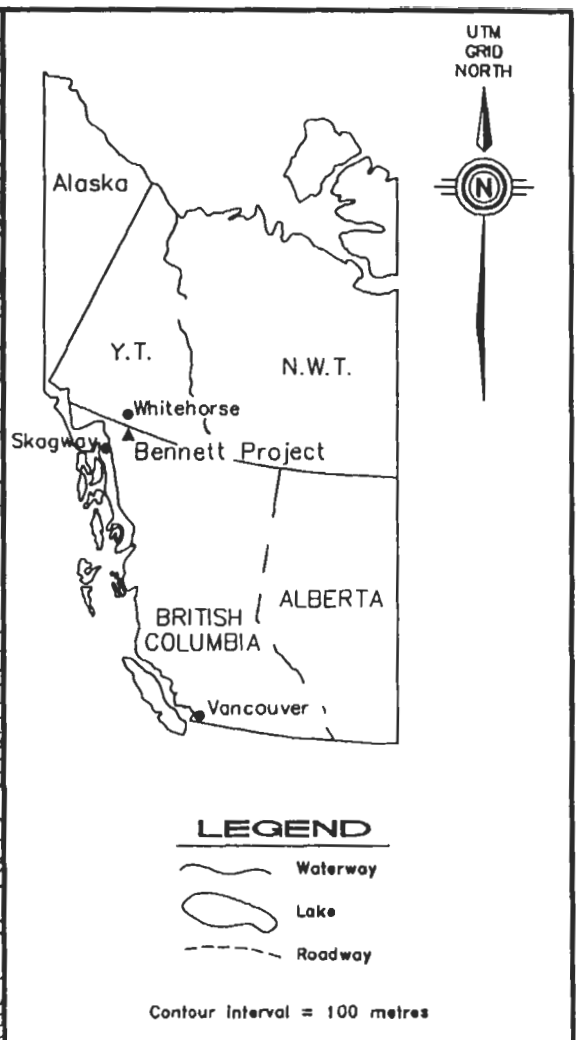 UTM
GRID
NORTH
N
Alaska
Y.T.
N.W.T.
Whitehorse
Skagway
Bennett Project
ALBERTA
BRITISH
COLUMBIA
Vancouver
LEGEND
Waterway
Lake
Roadway
Contour Interval = 100 metres